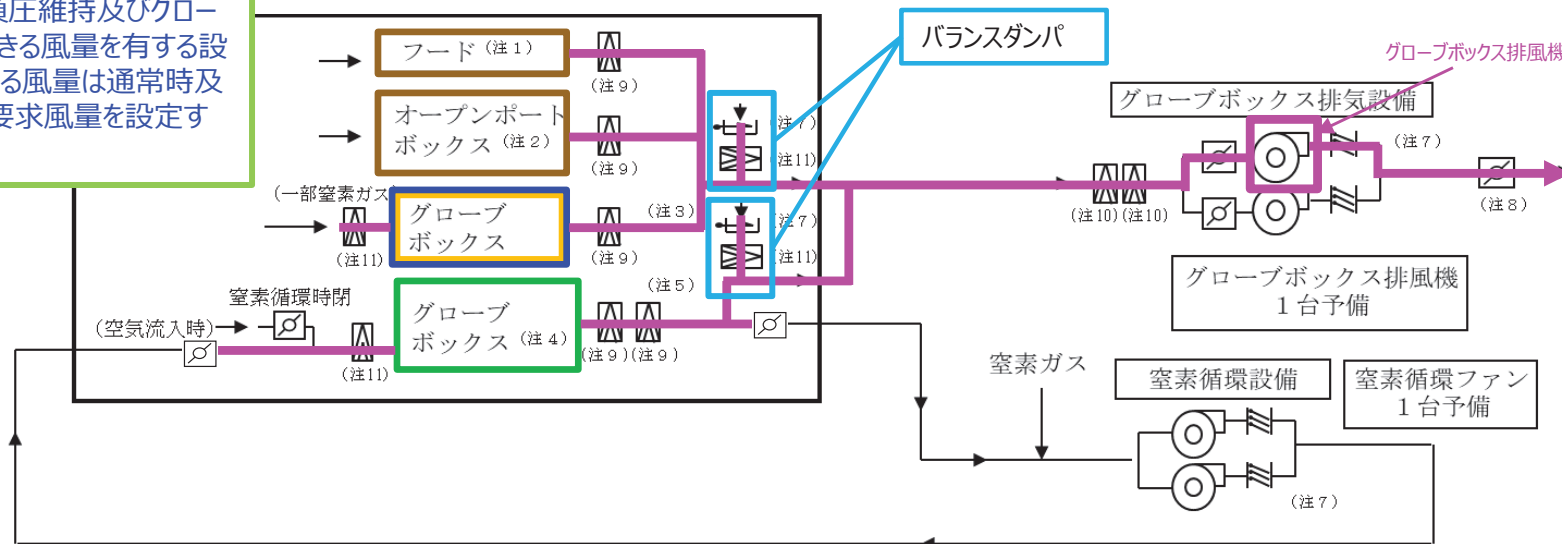 負圧維持及びグロー
きる風量を有する設
る風量は通常時及
要求風量を設定す
フード(注1)
(注9)
オープンポート
ボックス(注2)
(注9)
(一部窒素ガス)
(注11)
グローブ
ボックス
(注9)
(注3)
バランスダンパ
(注7)
(注11)
(注7)
(注11)
(注5)
窒素循環時閉
(空気流入時)
(注11)
グローブ
ボックス(注4)
(注9)(注9)
グローブボックス排風機
グローブボックス排気設備
(注7)
(注10)(注10)
(注8)
グローブボックス排風機
1台予備
窒素ガス
窒素循環設備
窒素循環ファン
1台予備
(注7)